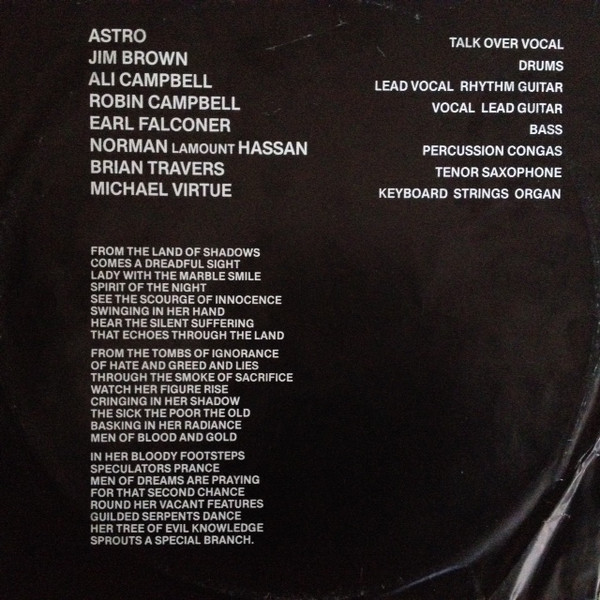 ASTRO TALK OVER VOCAL
JIM BROWN DRUMS
ALI CAMPBELL LEAD VOCAL RHYTHM GUITAR
ROBIN CAMPBELL VOCAL LEAD GUITAR
EARL FALCONER BASS
NORMAN LAMOUNT HASSAN PERCUSSION CONGAS
BRIAN TRAVERS TENOR SAXOPHONE
MICHAEL VIRTUE KEYBOARD STRINGS ORGAN
FROM THE LAND OF SHADOWS
COMES A DREADFUL SIGHT
LADY WITH THE MARBLE SMILE
SPIRIT OF THE NIGHT
SEE THE SCOURGE OF INNOCENCE
SWINGING IN HER HAND
HEAR THE SILENT SUFFERING
THAT ECHOES THROUGH THE LAND
FROM THE TOMBS OF IGNORANCE
OF HATE AND GREED AND LIES
THROUGH THE SMOKE OF SACRIFICE
WATCH HER FIGURE RISE
CRINGING IN HER SHADOW
THE SICK THE POOR THE OLD
BASKING IN HER RADIANCE
MEN OF BLOOD AND GOLD
IN HER BLOODY FOOTSTEPS
SPECULATORS PRANCE
MEN OF DREAMS ARE PRAYING
FOR THAT SECOND CHANCE
ROUND HER VACANT FEATURES
GUILDED SERPENTS DANCE
HER TREE OF EVIL KNOWLEDGE
SPROUTS A SPECIAL BRANCH.